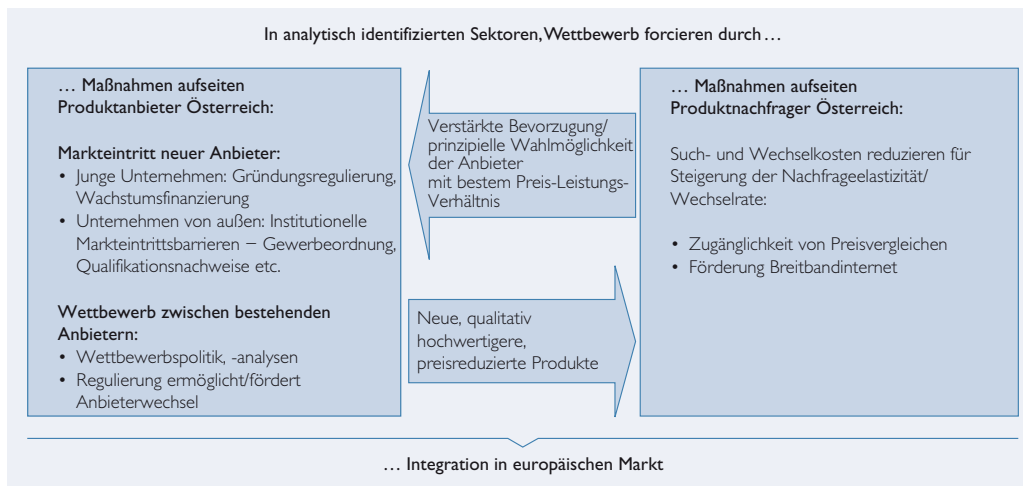 In analytisch identifizierten Sektoren, Wettbewerb forcieren durch …
… Maßnahmen aufseiten
Produktanbieter Österreich:
Markteintritt neuer Anbieter:
• Junge Unternehmen: Gründungsregulierung,
Wachstumsfinanzierung
• Unternehmen von außen: Institutionelle
Markteintrittsbarrieren – Gewerbeordnung,
Qualifikationsnachweise etc.
Wettbewerb zwischen bestehenden
Anbietern:
• Wettbewerbspolitik, -analysen
• Regulierung ermöglicht/fördert
Anbieterwechsel
Verstärkte Bevorzugung/
prinzipielle Wahlmöglichkeit
der Anbieter
mit bestem Preis-Leistungs-
Verhältnis
Neue, qualitativ
hochwertigere,
preisreduzierte Produkte
… Maßnahmen aufseiten
Produktnachfrager Österreich:
Such- und Wechselkosten reduzieren für
Steigerung der Nachfrageelastizität/
Wechselrate:
• Zugänglichkeit von Preisvergleichen
• Förderung Breitbandinternet
… Integration in europäischen Markt